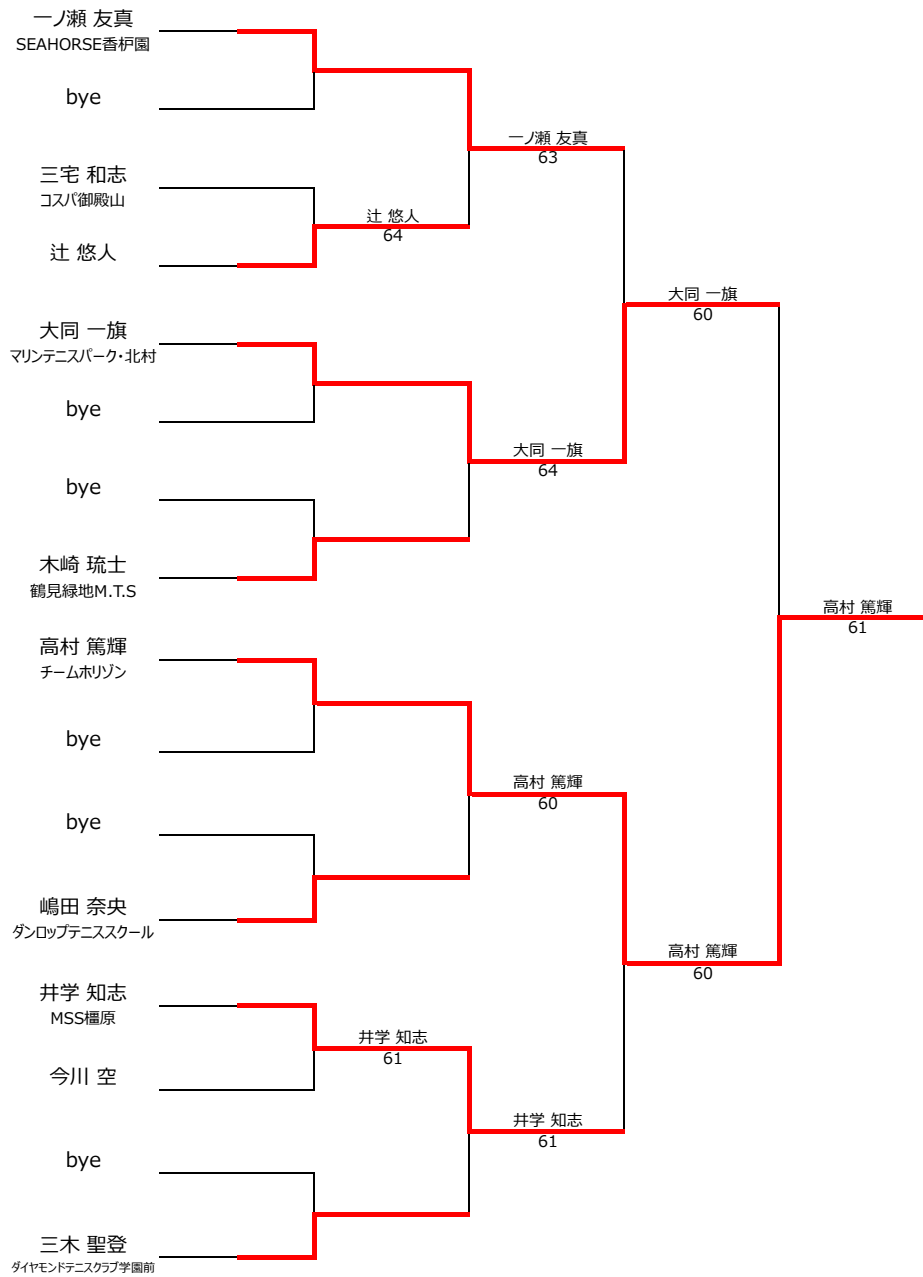 一ノ瀬 友真
SEAHORSE香枦園
bye
三宅 和志
コスパ御殿山
辻 悠人
大同 一旗
マリンテニスパーク・北村
bye
bye
木崎 琉士
鶴見緑地M.T.S
高村 篤輝
チームホリゾン
bye
bye
嶋田 奈央
ダンロップテニススクール
井学 知志
MSS橿原
今川 空
bye
三木 聖登
ダイヤモンドテニスクラブ学園前
辻 悠人
64
井学 知志
61
一ノ瀬 友真
63
大同 一旗
64
高村 篤輝
60
井学 知志
61
大同 一旗
60
高村 篤輝
60
高村 篤輝
61